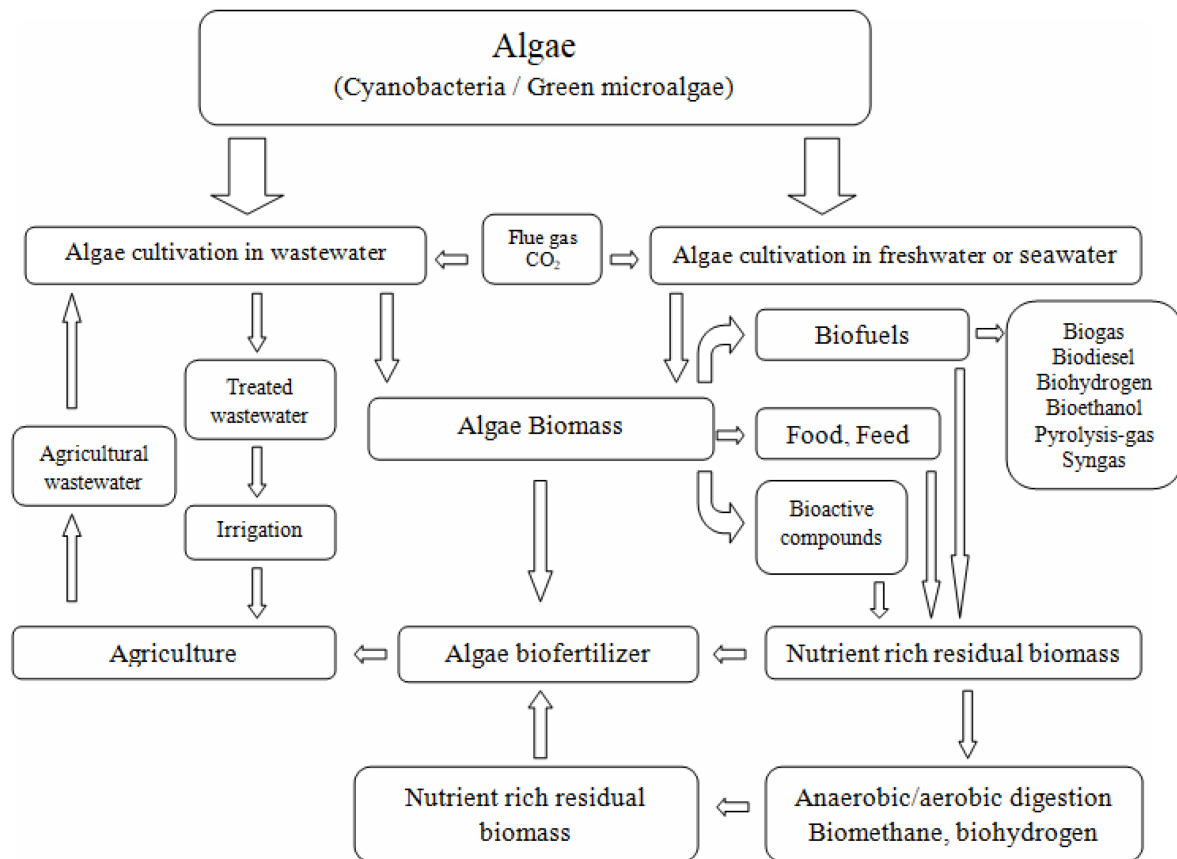 Algae
(Cyanobacteria / Green microalgae)
Algae cultivation in wastewater
Flue gas
CO₂
Algae cultivation in freshwater or seawater
Biofuels
Biogas
Biodiesel
Biohydrogen
Bioethanol
Pyrolysis-gas
Syngas
Treated
wastewater
Algae Biomass
Food, Feed
Agricultural
wastewater
Irrigation
Bioactive
compounds
Agriculture
Algae biofertilizer
Nutrient rich residual biomass
Nutrient rich residual
biomass
Anaerobic/aerobic digestion
Biomethane, biohydrogen